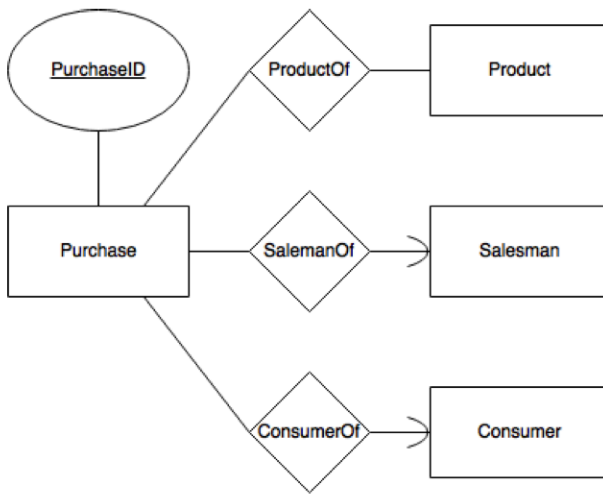 PurchaseID
ProductOf
Product
Purchase
SalemanOf
Salesman
ConsumerOf
Consumer